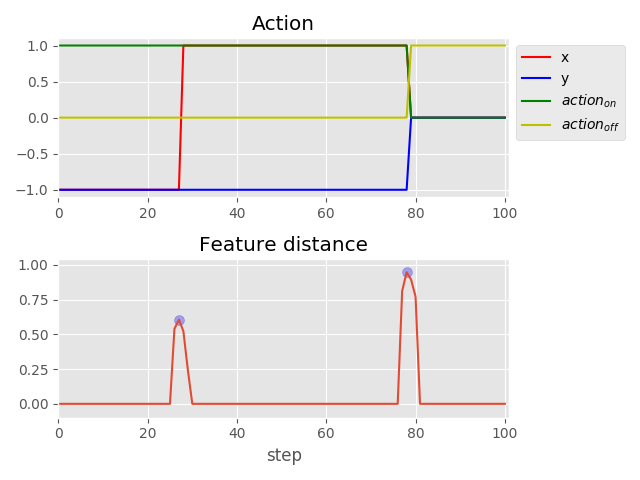 Action
1.0
0.5
0.0
−0.5
−1.0
0 20 40 60 80 100
x
y
action_on
action_off
Feature distance
1.00
0.75
0.50
0.25
0.00
0 20 40 60 80 100
step